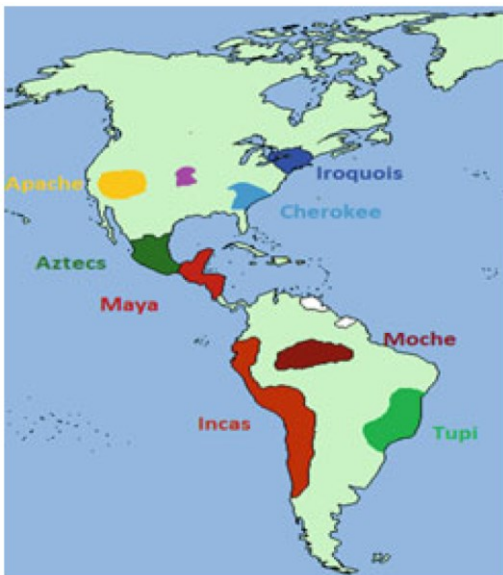 Iroquois
Apache
Cherokee
Aztecs
Maya
Moche
Incas
Tupi